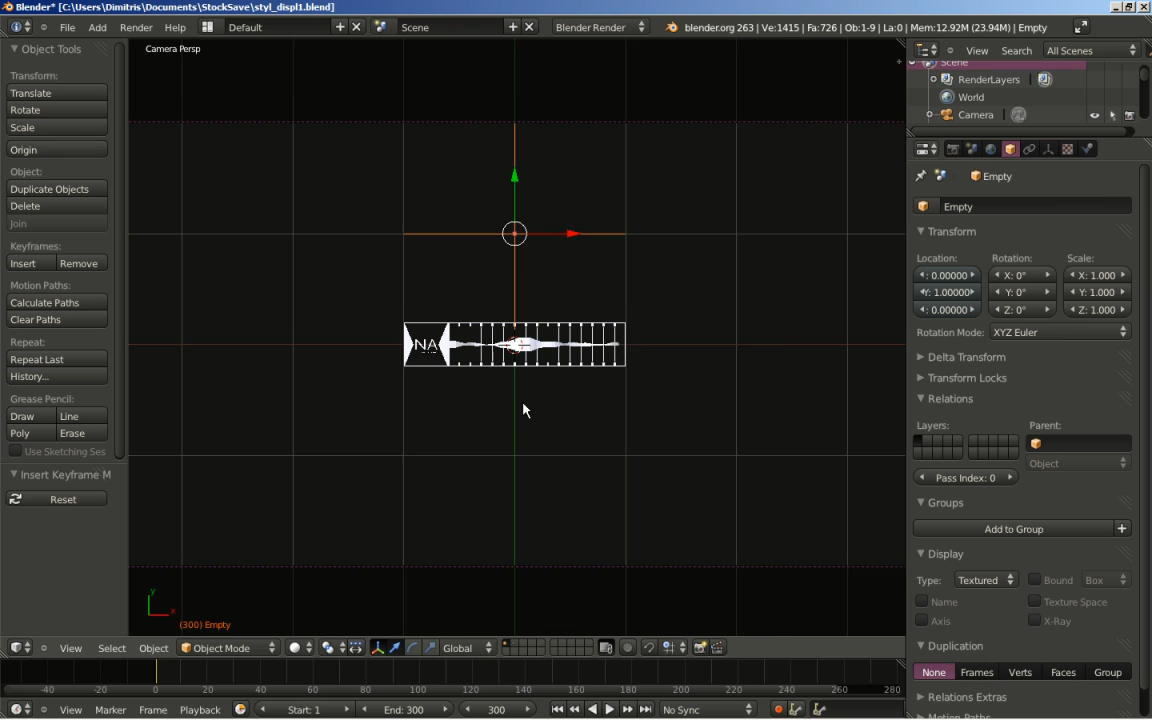 Blender* [C:\Users\Dimitris\Documents\StockSave\styl_displ1.blend]
File Add Render Help Default Scene Blender Render blender.org 263 | Ve:1415 | Fa:726 | Ob:1-9 | La:0 | Mem:12.92M (23.94M) | Empty
Object Tools
Transform:
Translate
Rotate
Scale
Origin
Object:
Duplicate Objects
Delete
Join
Keyframes:
Insert Remove
Motion Paths:
Calculate Paths
Clear Paths
Repeat:
Repeat Last
History...
Grease Pencil:
Draw Line
Poly Erase
Use Sketching Ses
Insert Keyframe M
Reset
Camera Persp
NA
y
x
(300) Empty
View Search All Scenes
Scene
RenderLayers
World
Camera
Empty
Empty
Transform
Location: Rotation: Scale:
: 0.00000 X: 0° X: 1.000
Y: 1.00000 Y: 0° Y: 1.000
: 0.00000 Z: 0° Z: 1.000
Rotation Mode: XYZ Euler
Delta Transform
Transform Locks
Relations
Layers: Parent:
Object
Pass Index: 0
Groups
Add to Group
Display
Type: Textured Bound Box
Name Texture Space
Axis X-Ray
Duplication
None Frames Verts Faces Group
Relations Extras
Motion Paths
View Select Object Object Mode Global
-40 -20 0 20 40 60 80 100 120 140 160 180 200 220 240 260 280
View Marker Frame Playback Start: 1 End: 300 300 No Sync